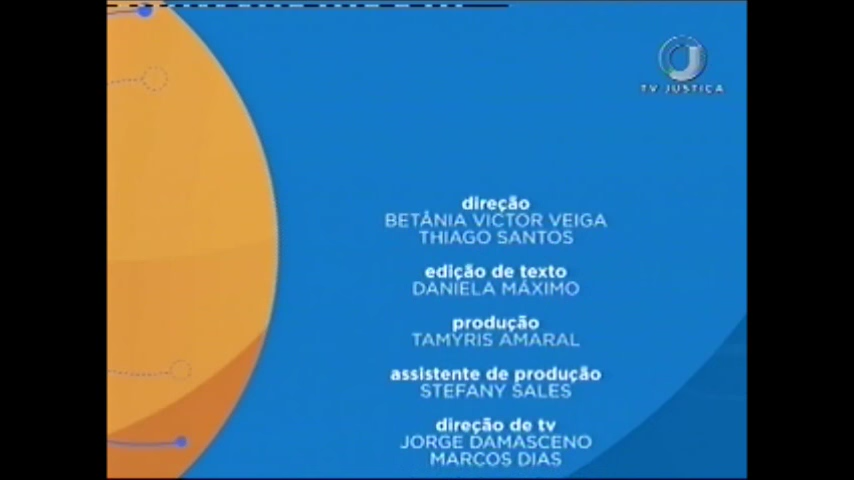 TV JUSTIÇA
direção
BETÂNIA VICTOR VEIGA
THIAGO SANTOS
edição de texto
DANIELA MÁXIMO
produção
TAMYRIS AMARAL
assistente de produção
STEFANY SALES
direção de tv
JORGE DAMASCENO
MARCOS DIAS